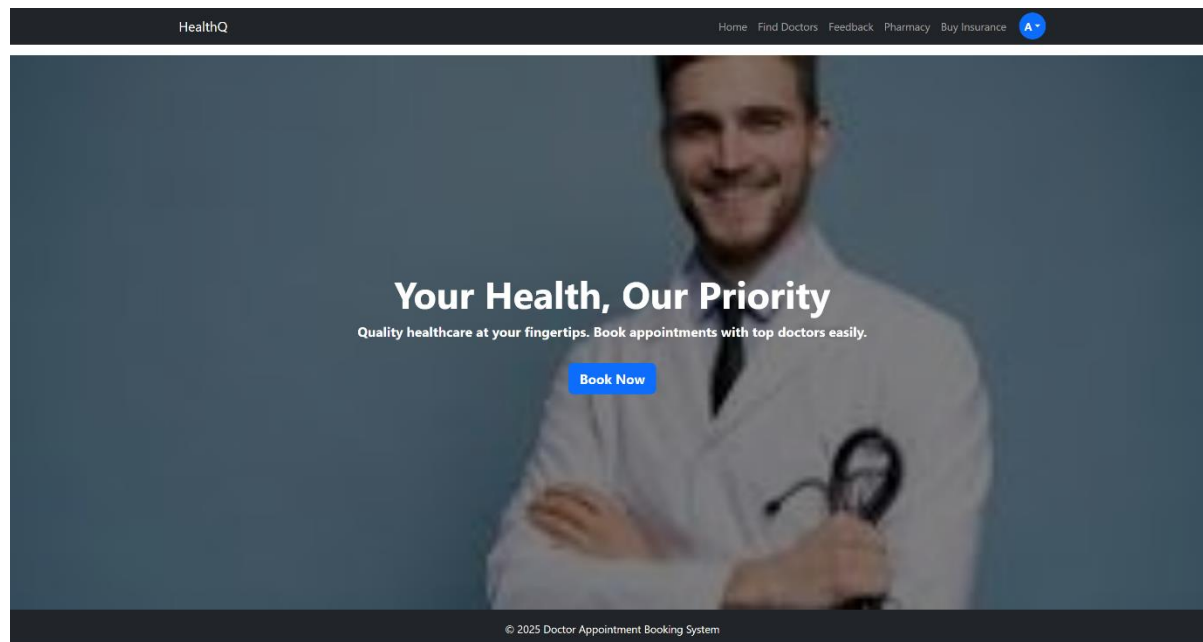 HealthQ
Home Find Doctors Feedback Pharmacy Buy Insurance A
Your Health, Our Priority
Quality healthcare at your fingertips. Book appointments with top doctors easily.
Book Now
© 2025 Doctor Appointment Booking System